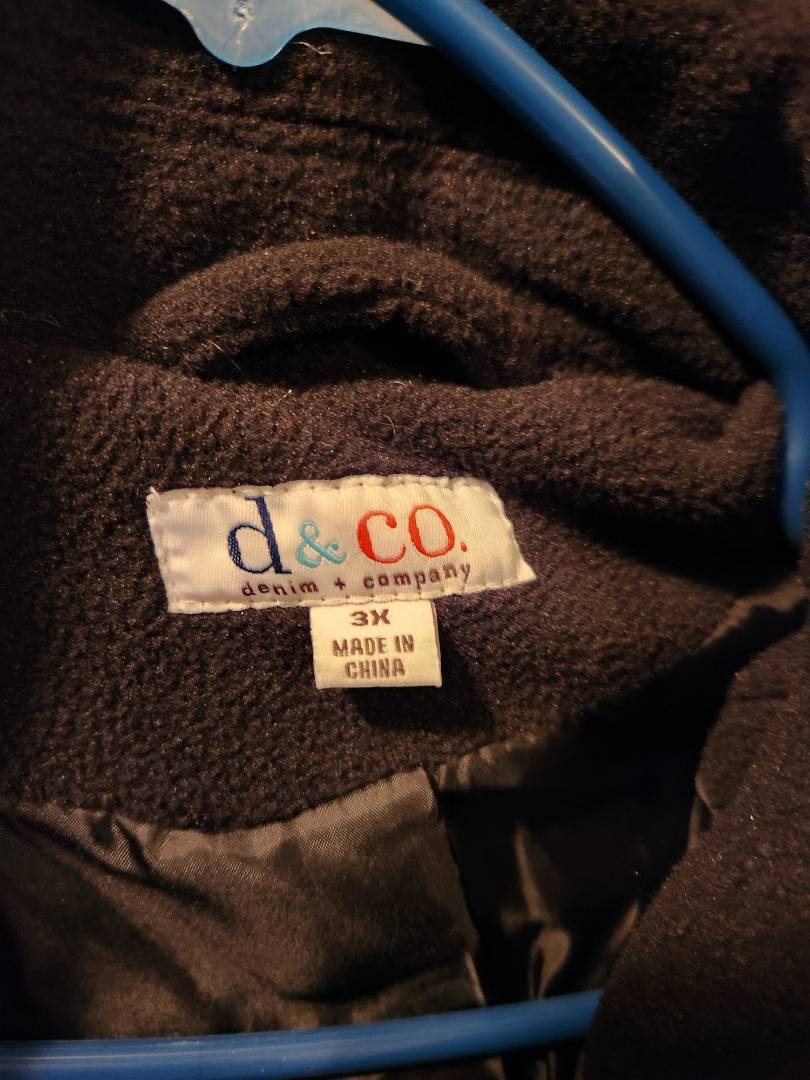 d & co.
denim + company
3X
MADE IN
CHINA